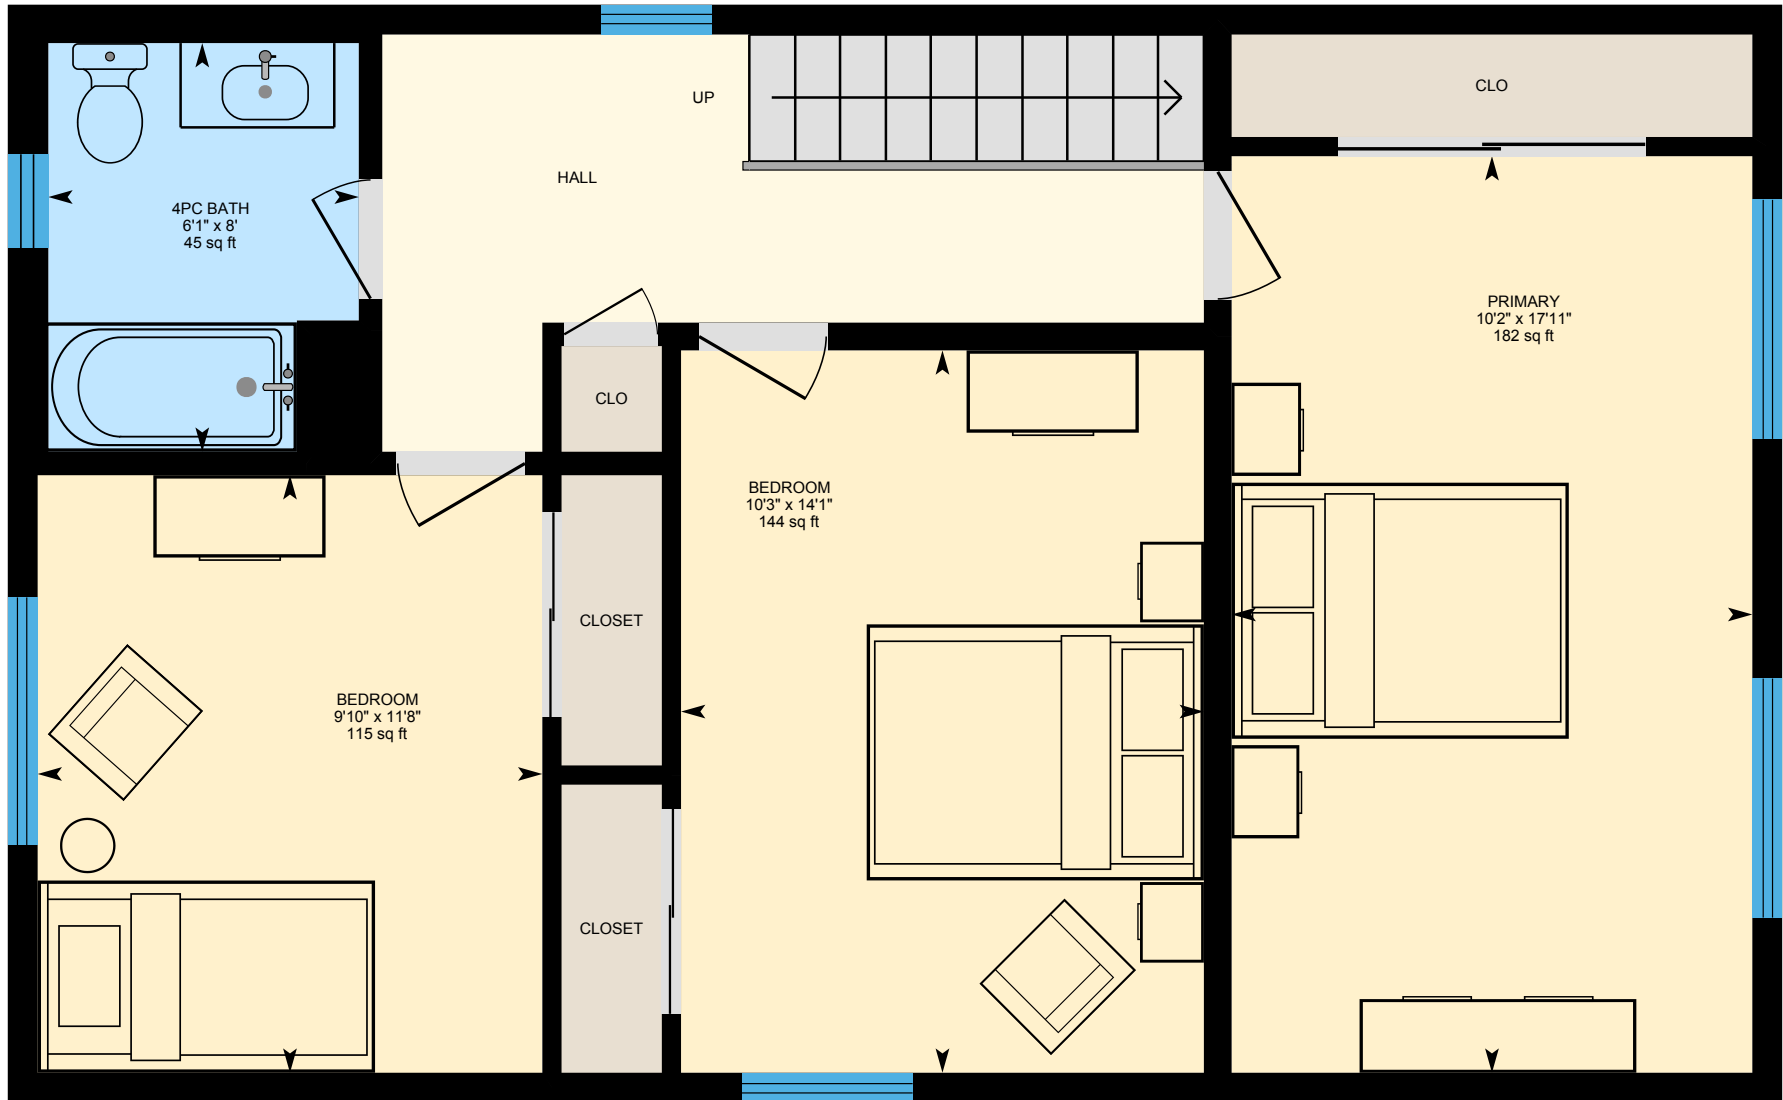 UP
CLO
HALL
4PC BATH
6'1" x 8'
45 sq ft
PRIMARY
10'2" x 17'11"
182 sq ft
CLO
BEDROOM
10'3" x 14'1"
144 sq ft
CLOSET
BEDROOM
9'10" x 11'8"
115 sq ft
CLOSET